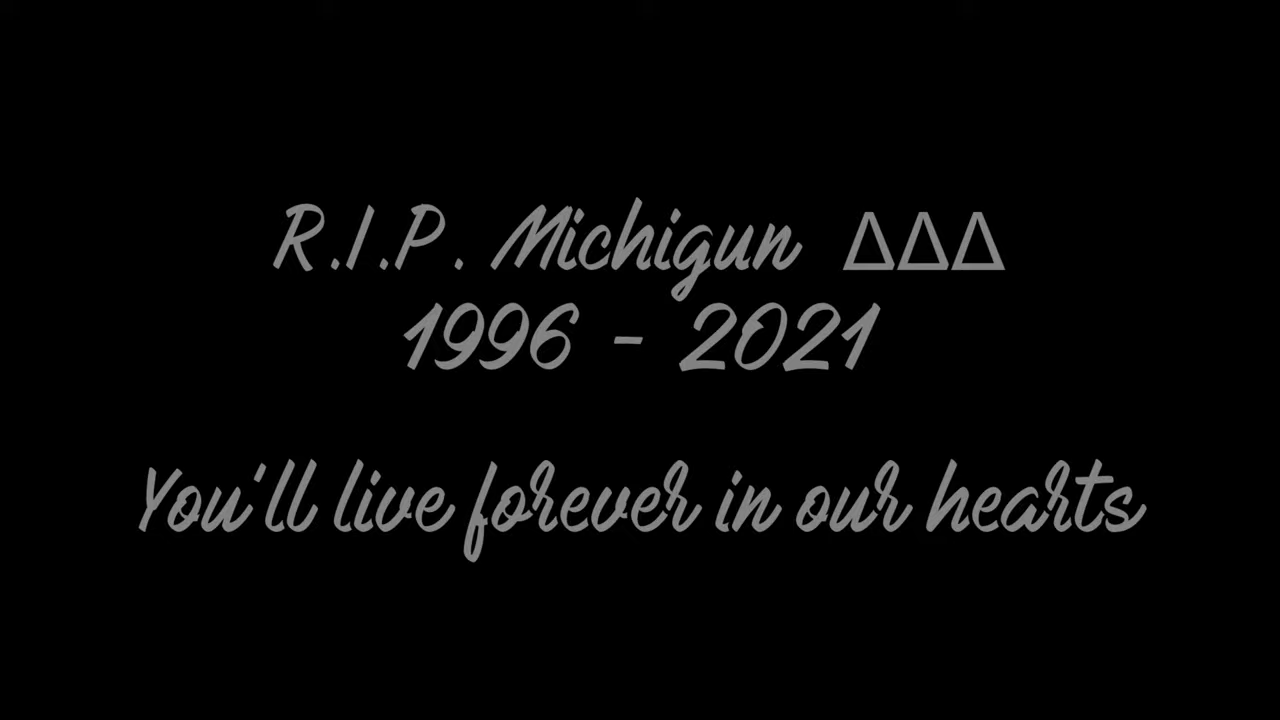 R.I.P. Michigun ΔΔΔ
1996 - 2021
You'll live forever in our hearts